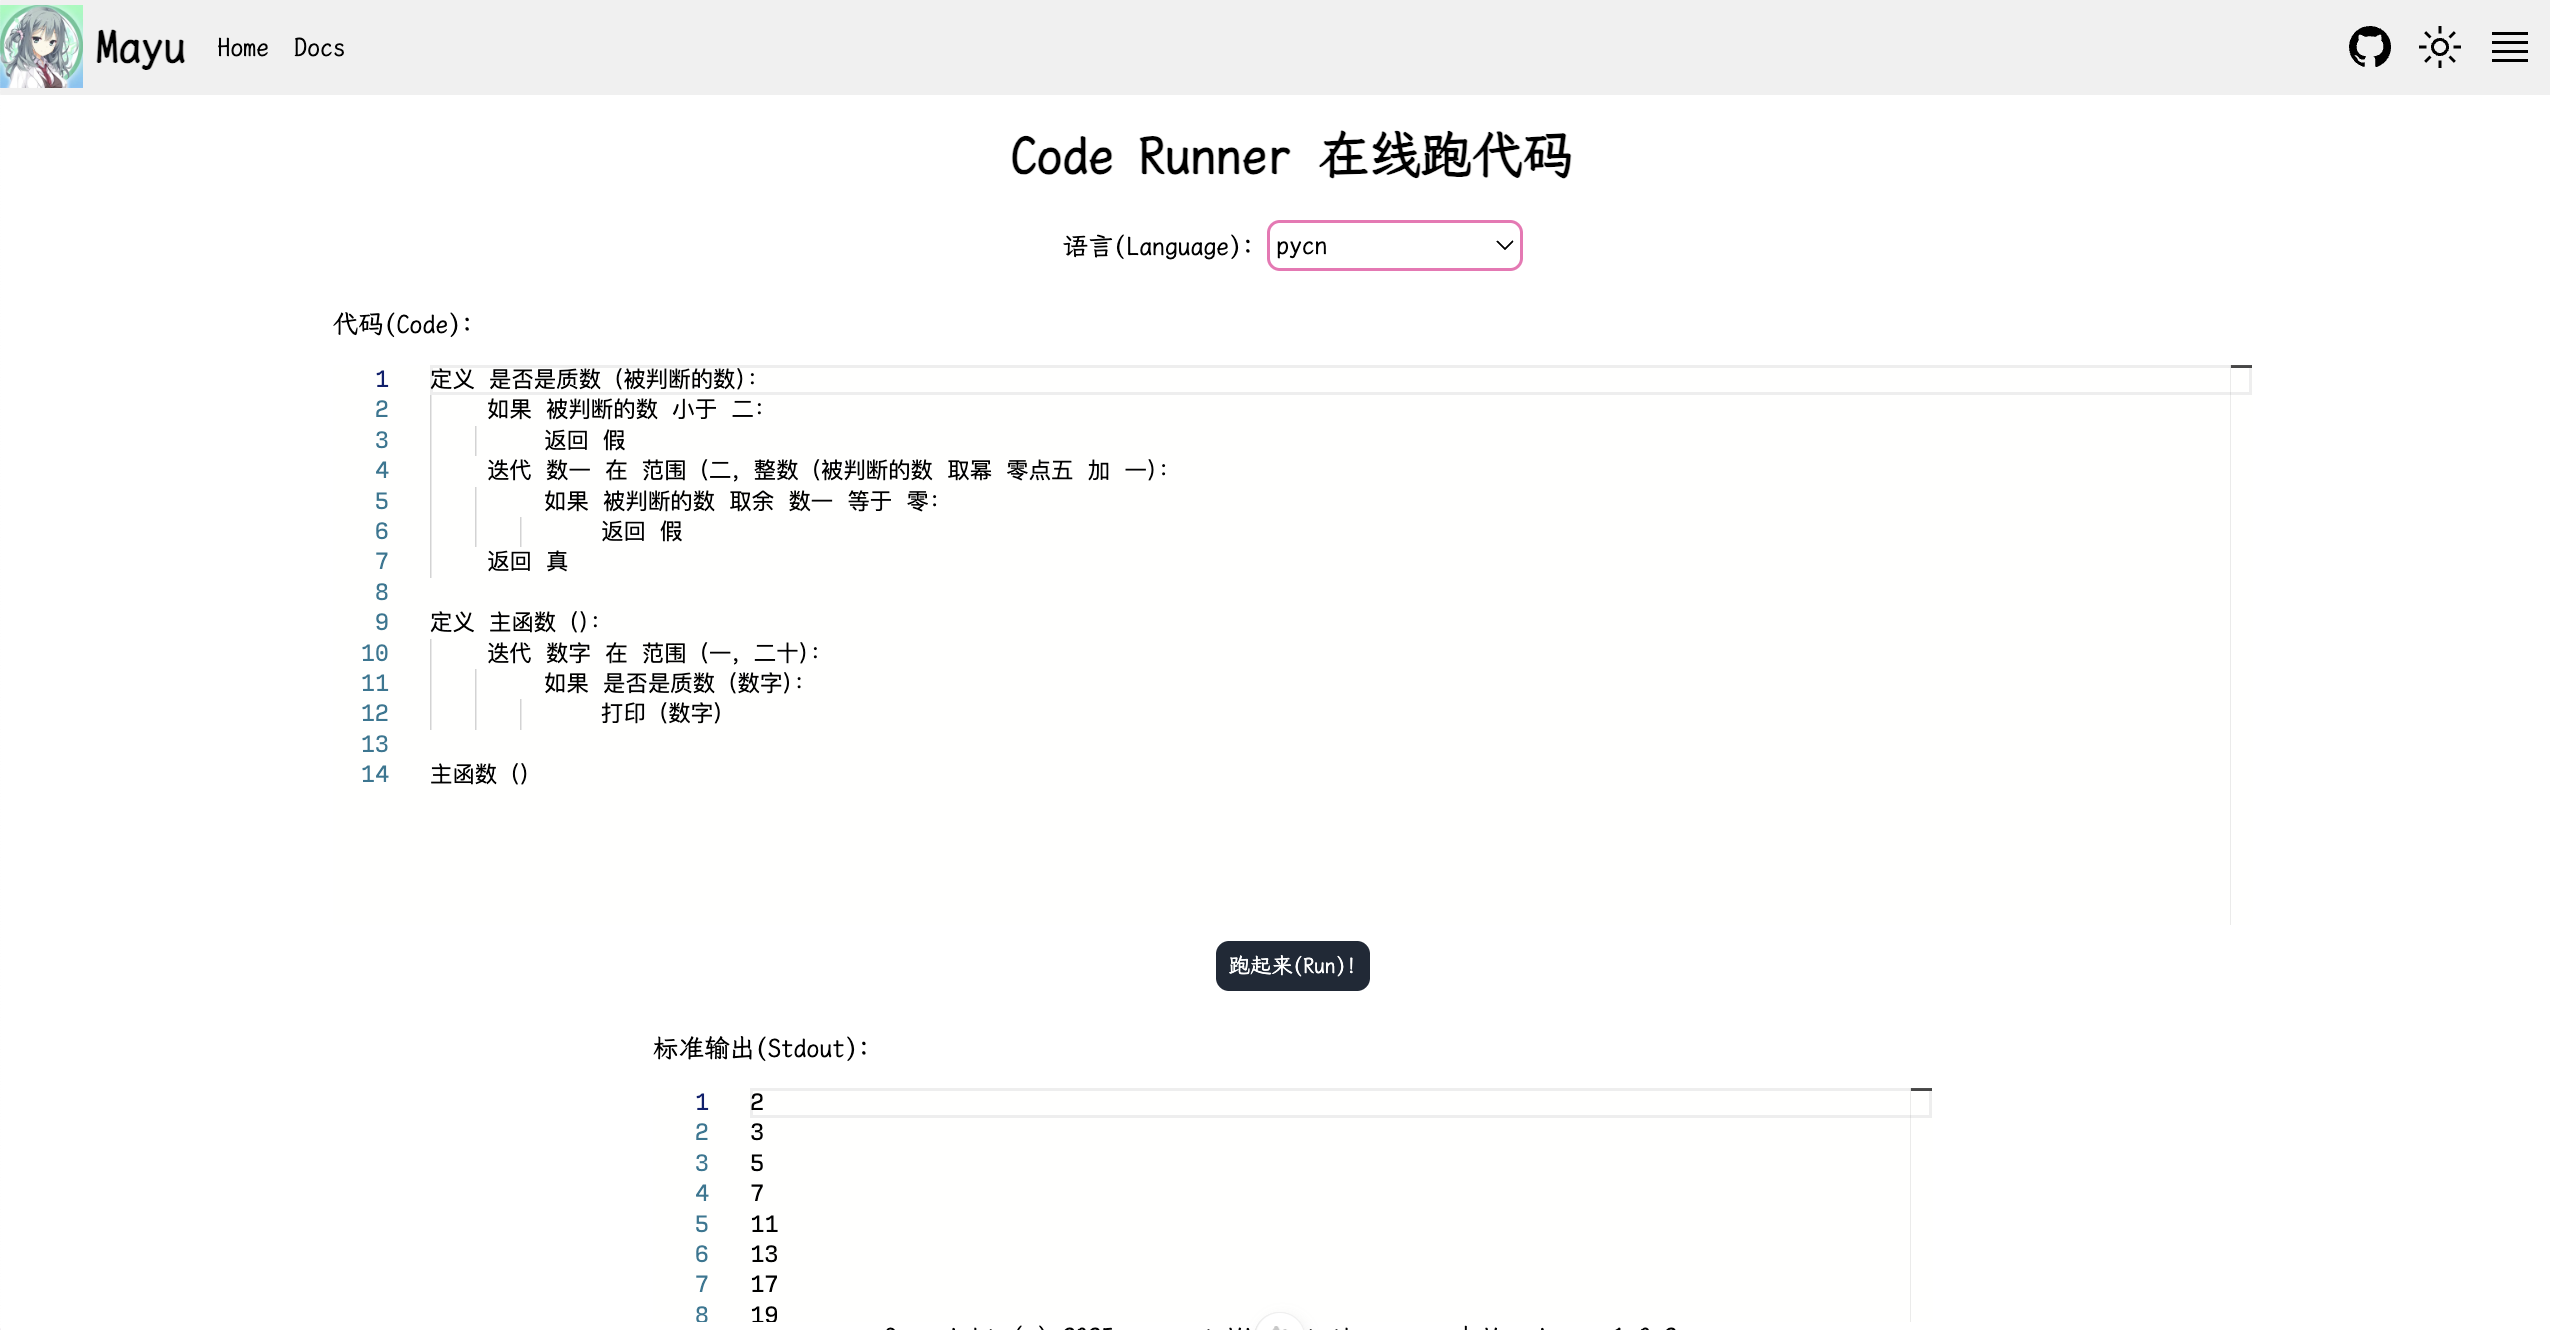 Mayu Home Docs
Code Runner 在线跑代码
语言(Language): pycn
代码(Code):
1 定义 是否是质数 (被判断的数):
2 如果 被判断的数 小于 二:
3 返回 假
4 迭代 数一 在 范围 (二, 整数 (被判断的数 取幂 零点五 加 一):
5 如果 被判断的数 取余 数一 等于 零:
6 返回 假
7 返回 真
8
9 定义 主函数 ():
10 迭代 数字 在 范围 (一, 二十):
11 如果 是否是质数 (数字):
12 打印 (数字)
13
14 主函数 ()
跑起来(Run)!
标准输出(Stdout):
1 2
2 3
3 5
4 7
5 11
6 13
7 17
8 19